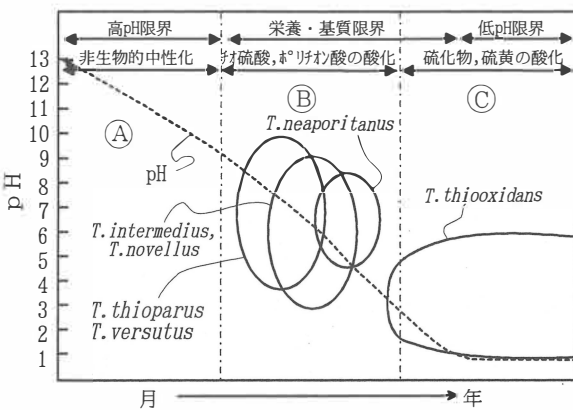 高pH限界
栄養・基質限界
低pH限界
非生物的中性化
チオ硫酸,ポリチオン酸の酸化
硫化物,硫黄の酸化
Ⓐ
Ⓑ
Ⓒ
pH
13
12
11
10
9
8
7
6
5
4
3
2
1
pH
T.neaporitanus
T.thiooxidans
T.intermedius,
T.novellus
T.thioparus
T.versutus
月
年